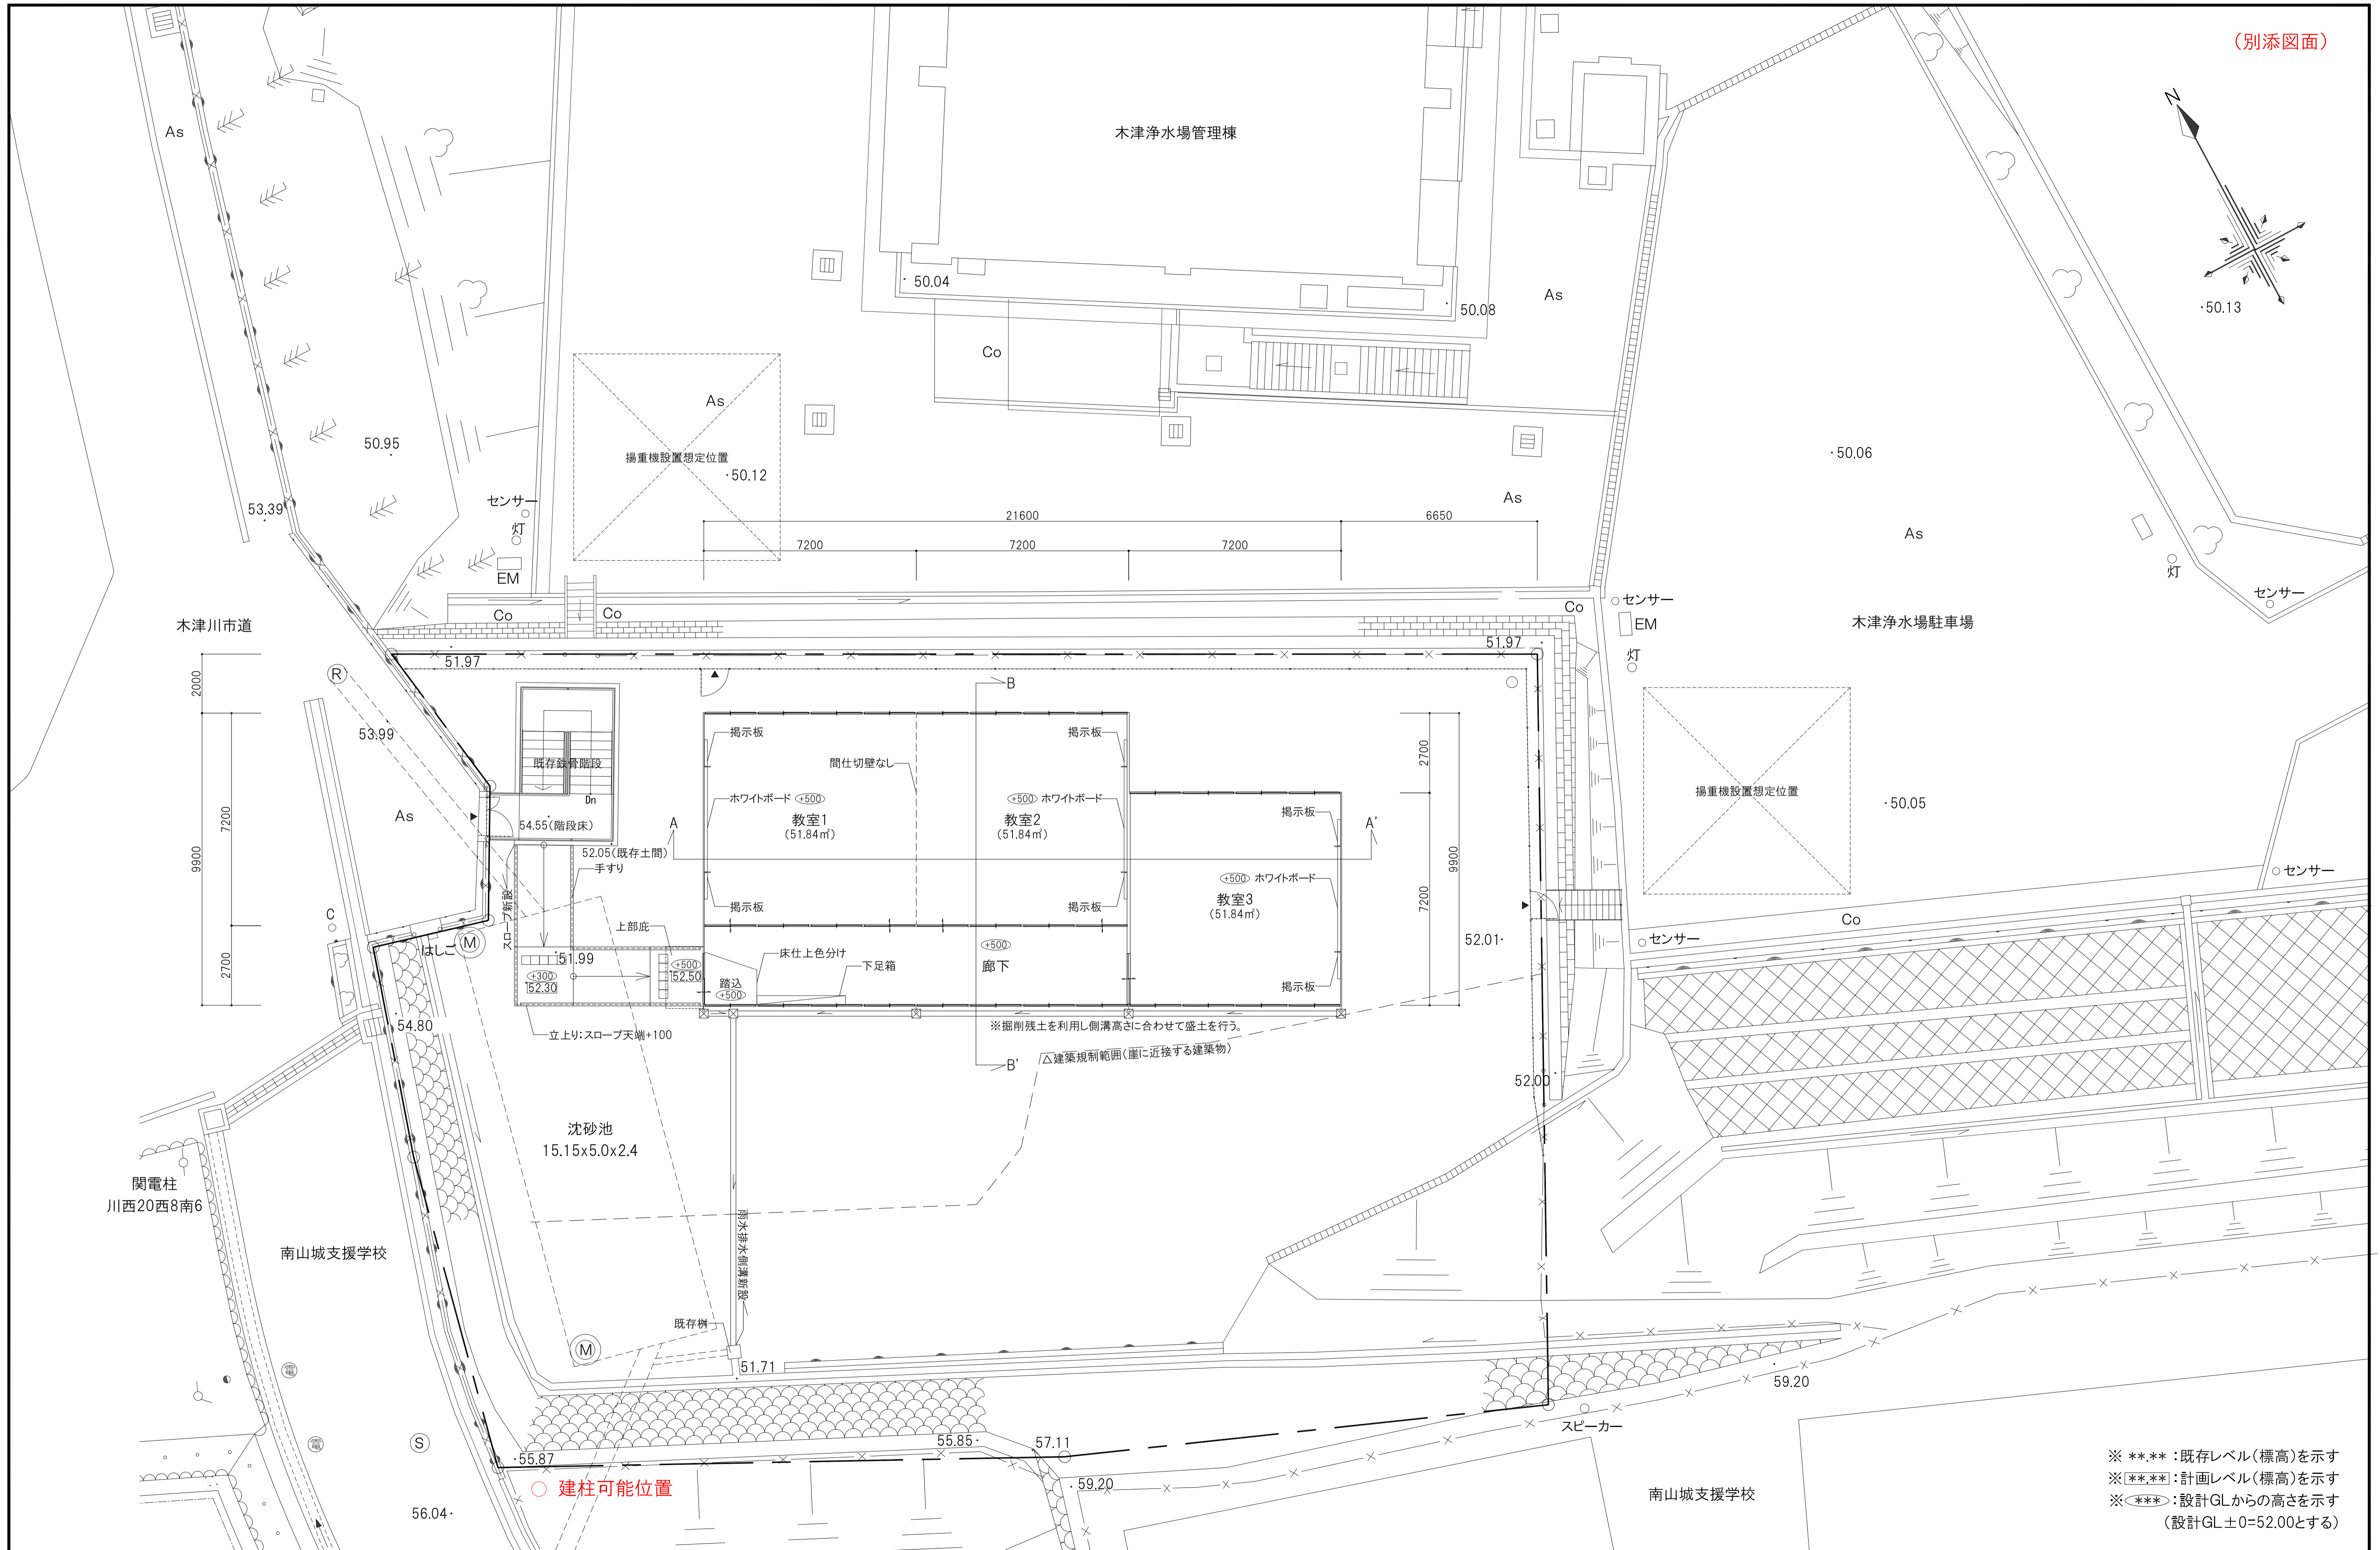 (別添図面)
N
As
木津浄水場管理棟
50.04
50.08
As
50.13
Co
As
揚重機設置想定位置
50.12
50.95
53.39
センサー
灯
EM
As
50.06
As
21600
6650
7200
7200
7200
灯
センサー
Co
Co
Co
センサー
EM
灯
木津浄水場駐車場
木津川市道
51.97
51.97
2000
R
53.99
B
掲示板
掲示板
間仕切壁なし
既存鉄骨階段
Dn
ホワイトボード
+500
+500
ホワイトボード
教室1
(51.84㎡)
教室2
(51.84㎡)
掲示板
2700
揚重機設置想定位置
50.05
As
7200
9900
54.55(階段床)
A
A'
52.05(既存土間)
手すり
スロープ新設
+500
ホワイトボード
教室3
(51.84㎡)
7200
9900
センサー
C
掲示板
掲示板
上部庇
はしご
M
52.01
センサー
Co
2700
51.99
+300
52.30
+500
52.50
床仕上色分け
下足箱
踏込
+500
+500
廊下
掲示板
54.80
立上り:スロープ天端+100
※掘削残土を利用し側溝高さに合わせて盛土を行う。
△建築規制範囲(崖に近接する建築物)
B'
52.00
沈砂池
15.15x5.0x2.4
関電柱
川西20西8南6
南山城支援学校
雨水排水側溝新設
既存桝
M
51.71
電
電
S
59.20
スピーカー
55.87
55.85
57.11
59.20
○ 建柱可能位置
56.04
南山城支援学校
※ **.** :既存レベル(標高)を示す
※ **.** :計画レベル(標高)を示す
※ *** :設計GLからの高さを示す
(設計GL±0=52.00とする)